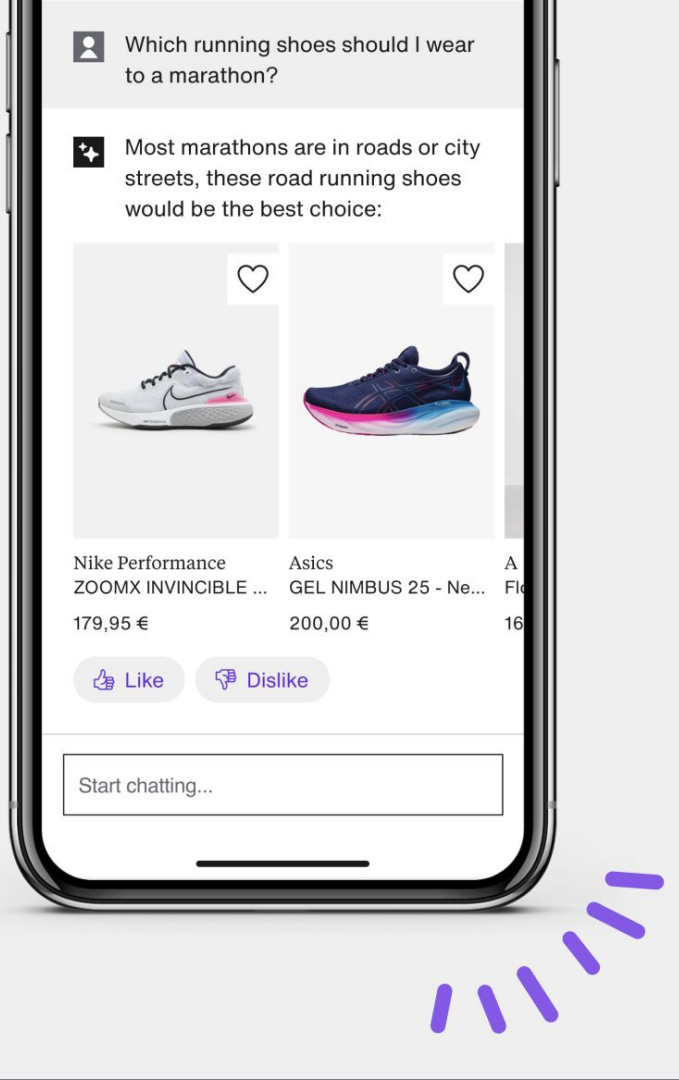 Which running shoes should I wear
to a marathon?
Most marathons are in roads or city
streets, these road running shoes
would be the best choice:
Nike Performance
Asics
A
ZOOMX INVINCIBLE ...
GEL NIMBUS 25 - Ne...
179,95 €
200,00 €
16
Like
Dislike
Start chatting...